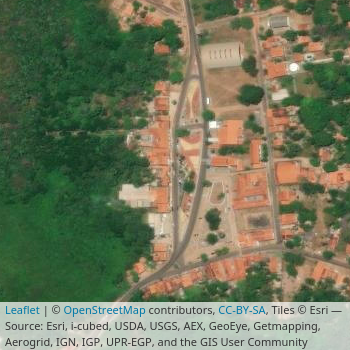 Leaflet | © OpenStreetMap contributors, CC-BY-SA, Tiles © Esri —
Source: Esri, i-cubed, USDA, USGS, AEX, GeoEye, Getmapping,
Aerogrid, IGN, IGP, UPR-EGP, and the GIS User Community